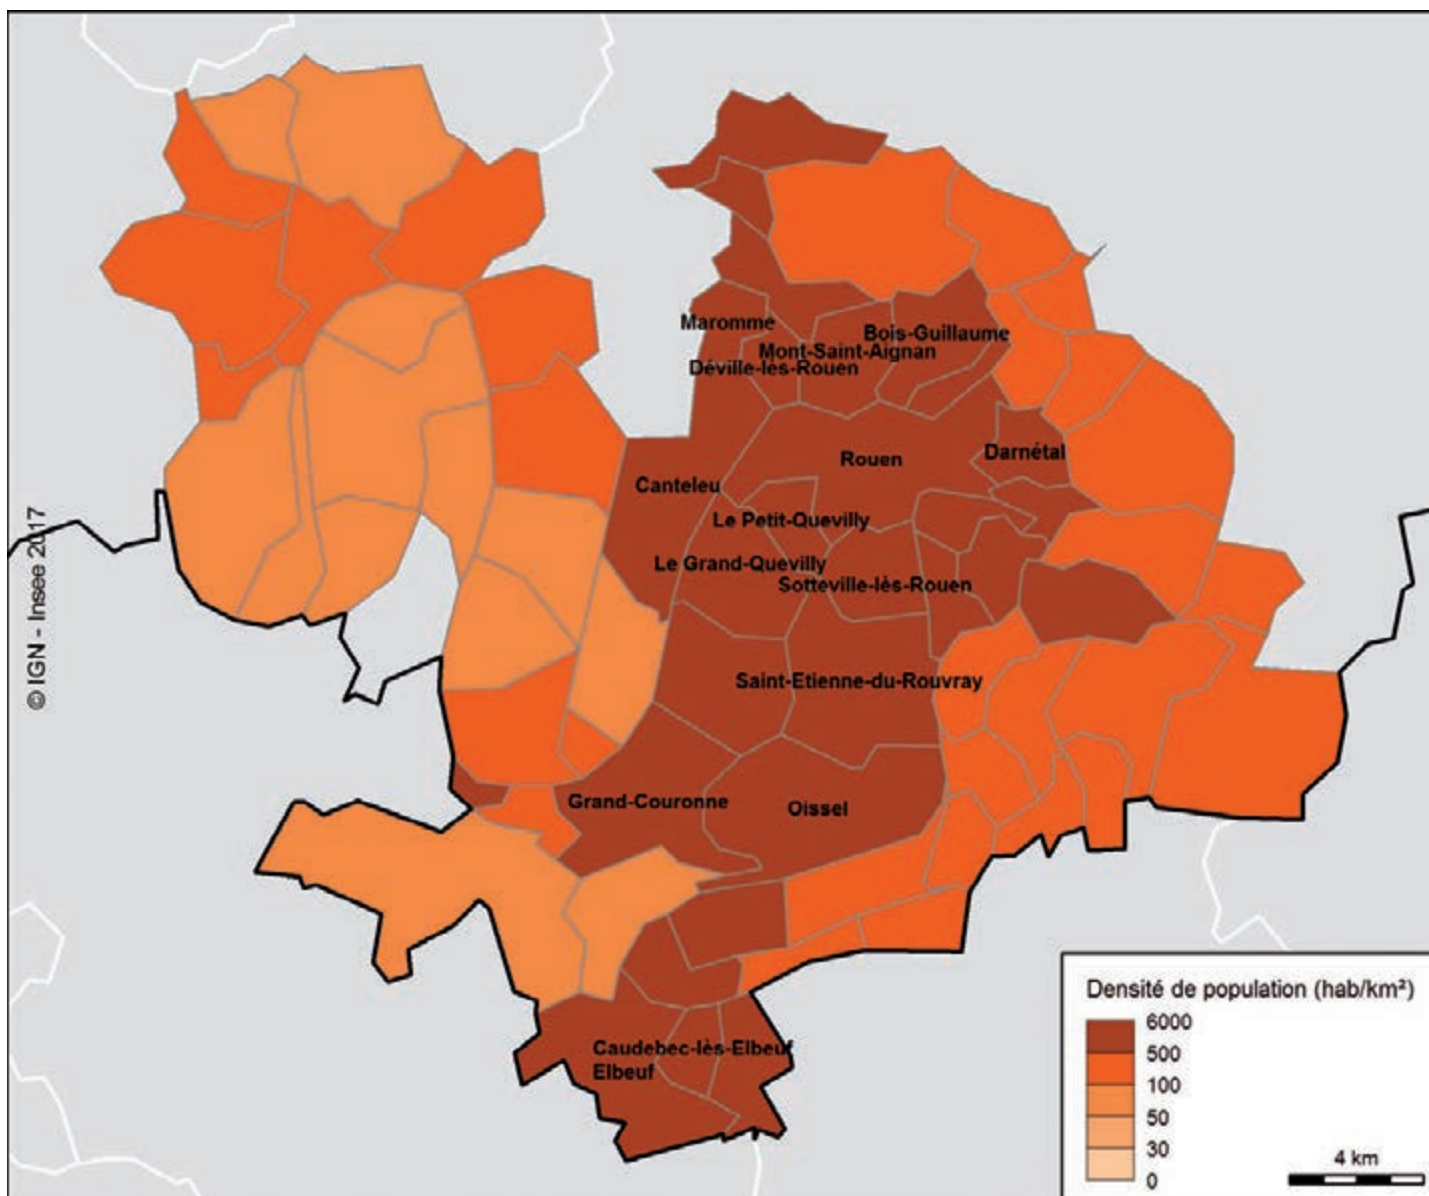 Maromme
Bois-Guillaume
Mont-Saint-Aignan
Déville-lès-Rouen
Darnétal
Rouen
Canteleu
Le Petit-Quevilly
Le Grand-Quevilly
Sotteville-lès-Rouen
Saint-Etienne-du-Rouvray
Grand-Couronne
Oissel
Caudebec-lès-Elbeuf
Elbeuf
© IGN - Insee 2017
Densité de population (hab/km²)
6000
500
100
50
30
0
4 km